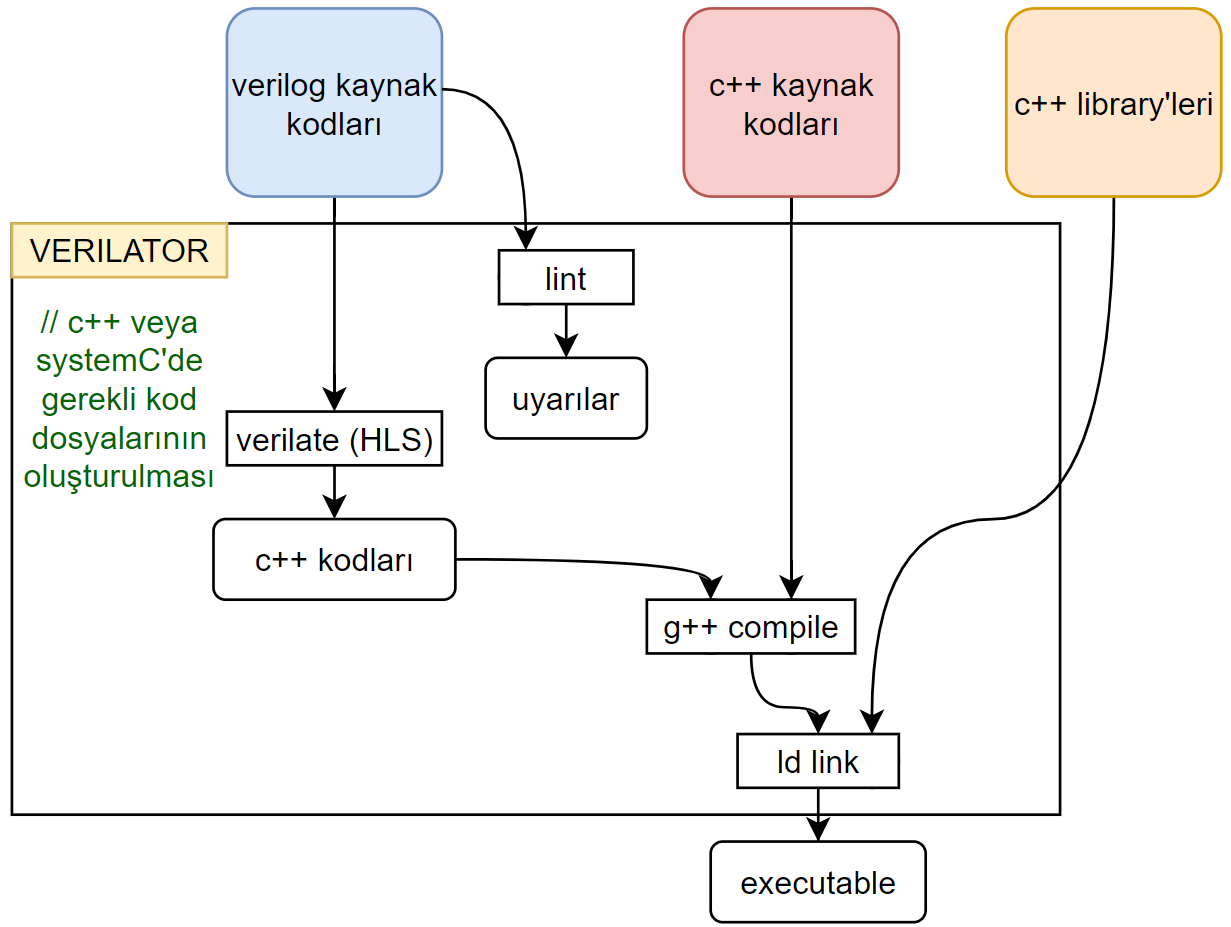 verilog kaynak
kodları
c++ kaynak
kodları
c++ library'leri
VERILATOR
// c++ veya
systemC'de
gerekli kod
dosyalarının
oluşturulması
lint
uyarılar
verilate (HLS)
c++ kodları
g++ compile
ld link
executable